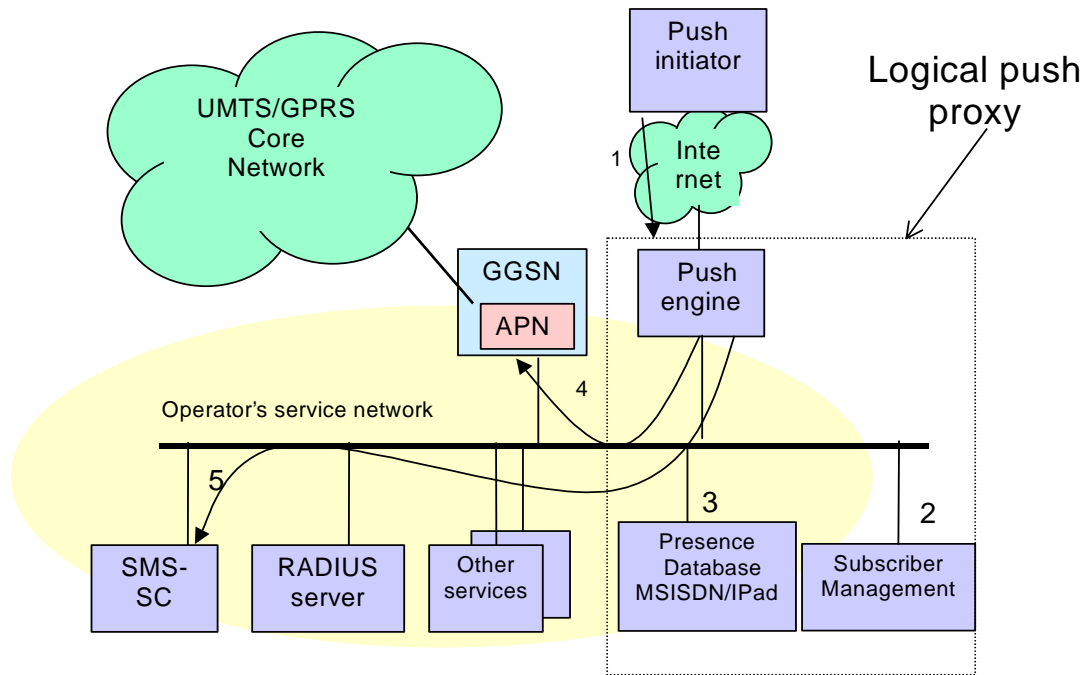 Push
initiator
Logical push
proxy
UMTS/GPRS
Core
Network
1
Inte
rnet
GGSN
APN
Push
engine
4
Operator's service network
5
3
2
SMS-
SC
RADIUS
server
Other
services
Presence
Database
MSISDN/IPad
Subscriber
Management